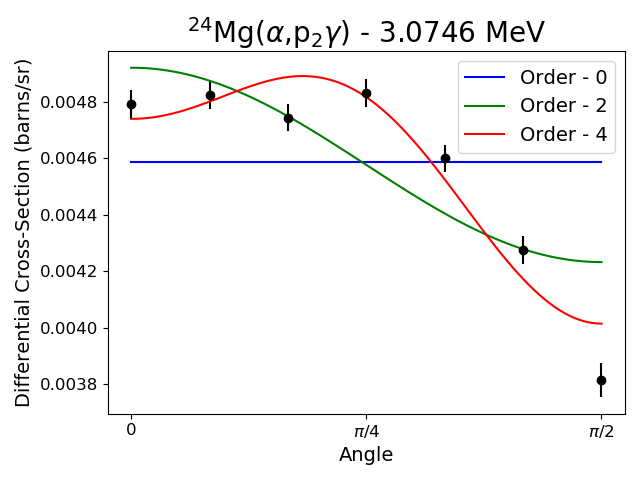 ²⁴Mg(α,p₂γ) - 3.0746 MeV
Differential Cross-Section (barns/sr)
0.0048
0.0046
0.0044
0.0042
0.0040
0.0038
Order - 0
Order - 2
Order - 4
0
π/4
π/2
Angle